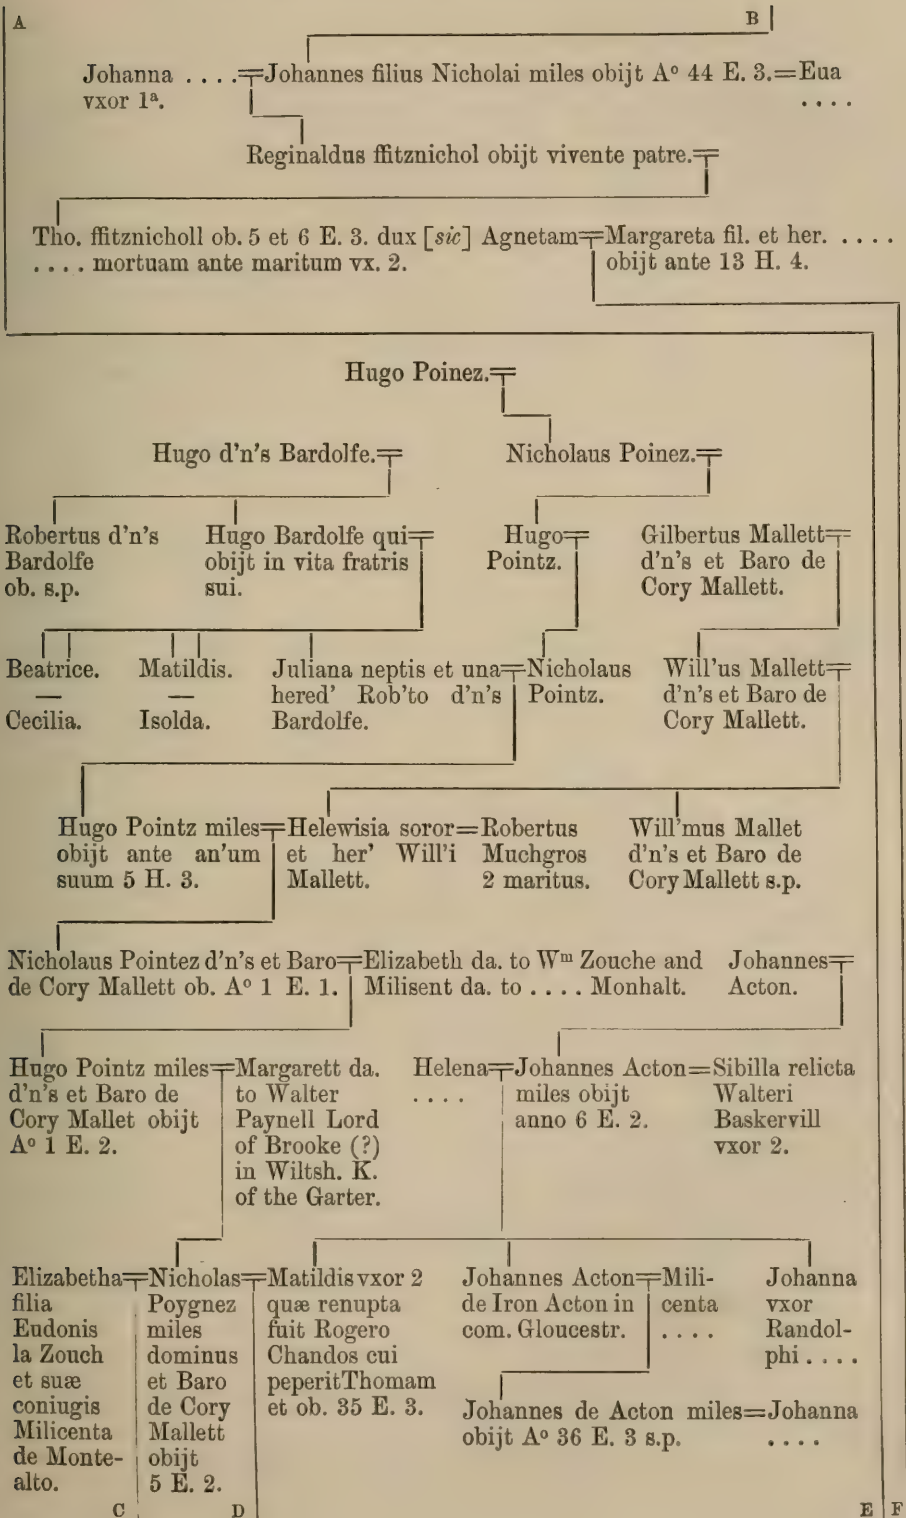 A B
Johanna . . . .=Johannes filius Nicholai miles obijt Aº 44 E. 3.=Eua
vxor 1ª. . . . .
Reginaldus ffitznichol obijt vivente patre.=
Tho. ffitznicholl ob. 5 et 6 E. 3. dux [sic] Agnetam=Margareta fil. et her. . . . .
. . . . mortuam ante maritum vx. 2. obijt ante 13 H. 4.
Hugo Poinez.=
Hugo d'n's Bardolfe.= Nicholaus Poinez.=
Robertus d'n's
Bardolfe
ob. s.p.
Hugo Bardolfe qui=
obijt in vita fratris
sui.
Hugo=
Pointz.
Gilbertus Mallett=
d'n's et Baro de
Cory Mallett.
Beatrice.
—
Cecilia.
Matildis.
—
Isolda.
Juliana neptis et una=Nicholaus
hered' Rob'to d'n's Pointz.
Bardolfe.
Will'us Mallett=
d'n's et Baro de
Cory Mallett.
Hugo Pointz miles=Helewisia soror=Robertus
obijt ante an'um et her' Will'i Muchgros
suum 5 H. 3. Mallett. 2 maritus.
Will'mus Mallet
d'n's et Baro de
Cory Mallett s.p.
Nicholaus Pointez d'n's et Baro=Elizabeth da. to Wᵐ Zouche and
de Cory Mallett ob. Aº 1 E. 1. Milisent da. to . . . . Monhalt.
Johannes=
Acton.
Hugo Pointz miles=Margarett da.
d'n's et Baro de to Walter
Cory Mallet obijt Paynell Lord
Aº 1 E. 2. of Brooke (?)
in Wiltsh. K.
of the Garter.
Helena=Johannes Acton=Sibilla relicta
. . . . miles obijt Walteri
anno 6 E. 2. Baskervill
vxor 2.
Elizabetha=Nicholas=Matildis vxor 2
filia Poygnez quæ renupta
Eudonis miles fuit Rogero
la Zouch dominus Chandos cui
et suæ et Baro peperit Thomam
coniugis de Cory et ob. 35 E. 3.
Milicenta Mallett
de Monte- obijt
alto. 5 E. 2.
Johannes Acton=Mili-
de Iron Acton in centa
com. Gloucestr. . . . .
Johanna
vxor
Randol-
phi . . . .
Johannes de Acton miles=Johanna
obijt Aº 36 E. 3 s.p. . . . .
C D E F